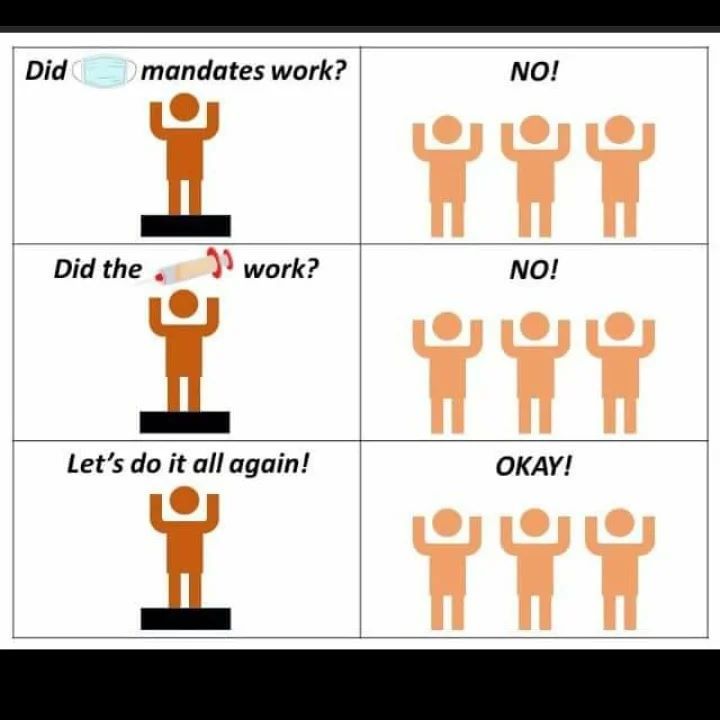 Did mandates work?
NO!
Did the work?
NO!
Let's do it all again!
OKAY!